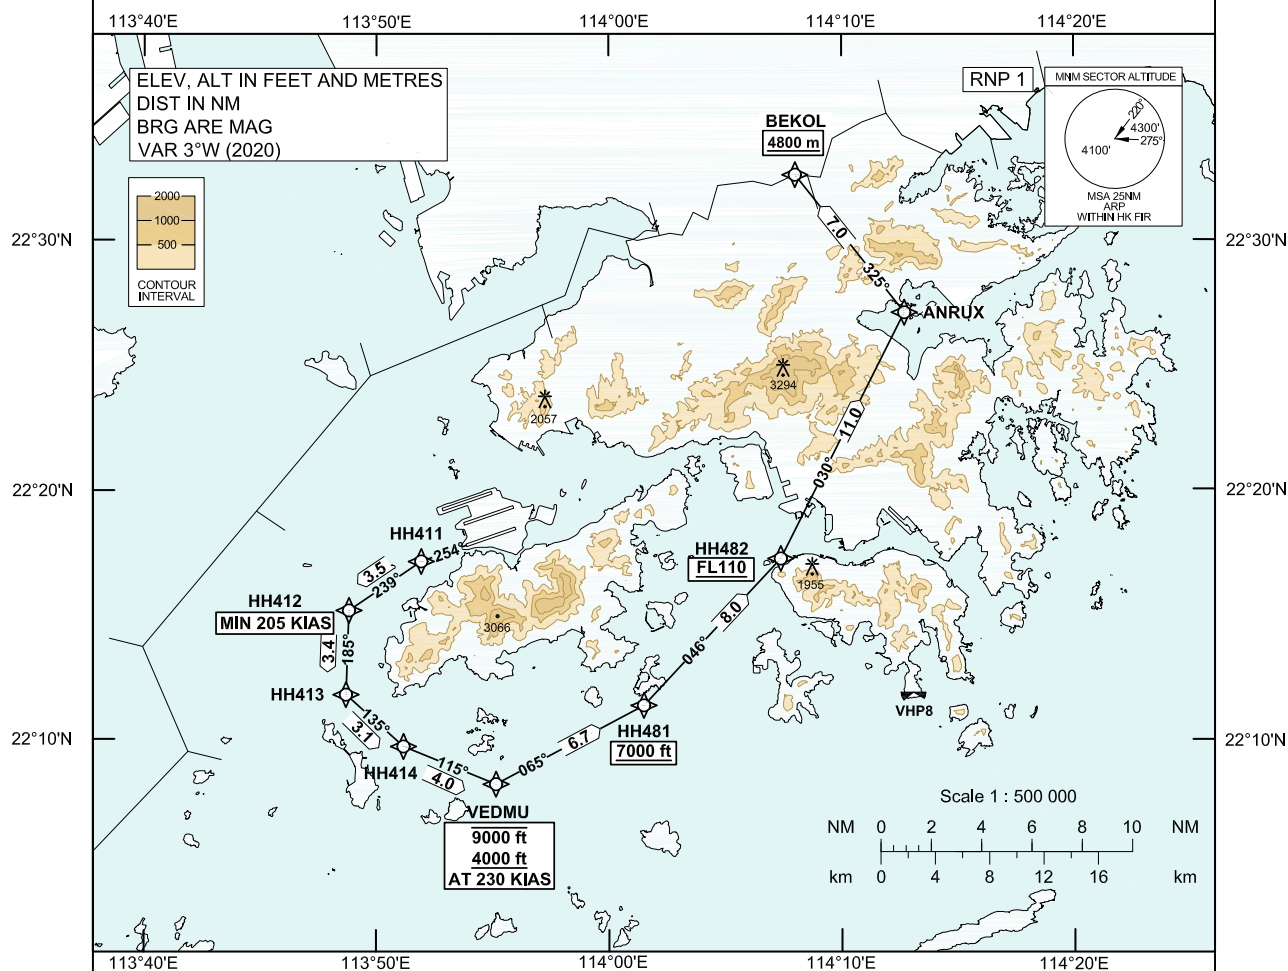 113°40'E
113°50'E
114°00'E
114°10'E
114°20'E
ELEV, ALT IN FEET AND METRES
DIST IN NM
BRG ARE MAG
VAR 3°W (2020)
2000
1000
500
CONTOUR
INTERVAL
RNP 1
MNM SECTOR ALTITUDE
220°
4300'
275°
4100'
MSA 25NM
ARP
WITHIN HK FIR
BEKOL
4800 m
7.0
325°
ANRUX
22°30'N
22°30'N
3294
2057
11.0
030°
22°20'N
22°20'N
HH411
254°
3.5
239°
HH482
FL110
1955
HH412
MIN 205 KIAS
3066
3.4
185°
8.0
046°
HH413
135°
3.1
VHP8
HH481
7000 ft
6.7
065°
22°10'N
22°10'N
HH414
115°
4.0
VEDMU
9000 ft
4000 ft
AT 230 KIAS
Scale 1 : 500 000
NM 0 2 4 6 8 10 NM
km 0 4 8 12 16 km
113°40'E
113°50'E
114°00'E
114°10'E
114°20'E